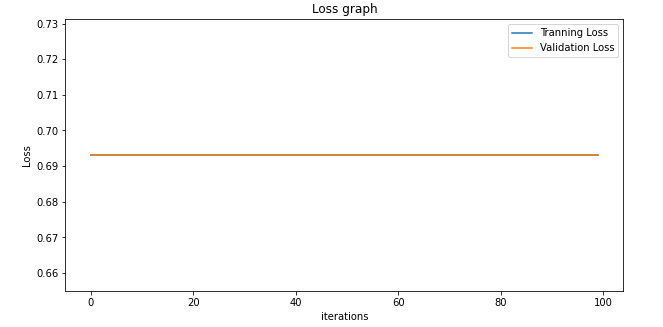 Loss graph
Tranning Loss
Validation Loss
0.73
0.72
0.71
0.70
0.69
0.68
0.67
0.66
Loss
0
20
40
60
80
100
iterations